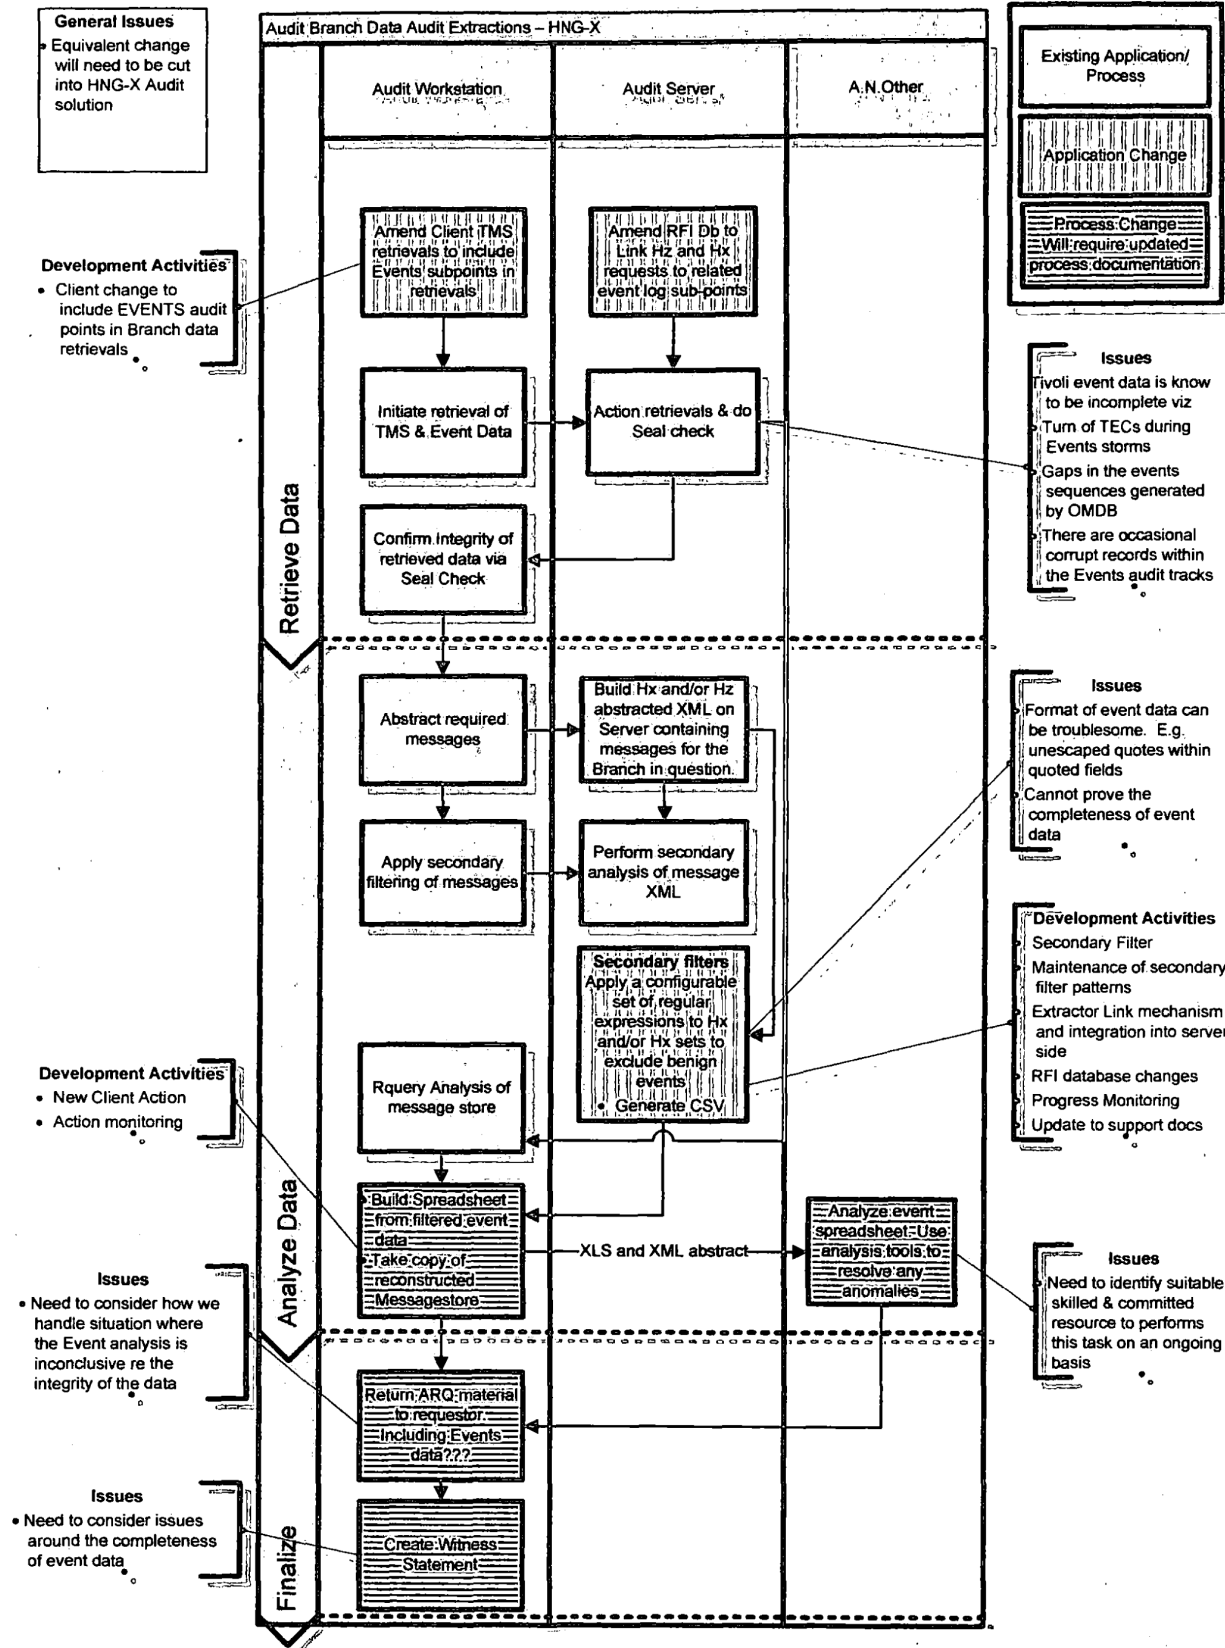 General Issues
• Equivalent change
will need to be cut
into HNG-X Audit
solution
Audit Branch Data Audit Extractions – HNG-X
Audit Workstation
Audit Server
A.N.Other
Existing Application/
Process
Application Change
Process Change
Will require updated
process documentation
Retrieve Data
Amend Client TMS
retrievals to include
Events subpoints in
retrievals
Amend RFI Db to
Link Hz and Hx
requests to related
event log sub-points
Development Activities
• Client change to
include EVENTS audit
points in Branch data
retrievals
Initiate retrieval of
TMS & Event Data
Action retrievals & do
Seal check
Issues
Tivoli event data is know
to be incomplete viz
Turn of TECs during
Events storms
Gaps in the events
sequences generated
by OMDB
There are occasional
corrupt records within
the Events audit tracks
Confirm Integrity of
retrieved data via
Seal Check
Analyze Data
Abstract required
messages
Build Hx and/or Hz
abstracted XML on
Server containing
messages for the
Branch in question.
Issues
Format of event data can
be troublesome. E.g.
unescaped quotes within
quoted fields
Cannot prove the
completeness of event
data
Apply secondary
filtering of messages
Perform secondary
analysis of message
XML
Secondary filters
Apply a configurable
set of regular
expressions to Hx
and/or Hx sets to
exclude benign
events
• Generate CSV
Development Activities
Secondary Filter
Maintenance of secondary
filter patterns
Extractor Link mechanism
and integration into server
side
RFI database changes
Progress Monitoring
Update to support docs
Rquery Analysis of
message store
Development Activities
• New Client Action
• Action monitoring
Build Spreadsheet
from filtered event
data
Take copy of
reconstructed
Messagestore
XLS and XML abstract
Analyze event
spreadsheet. Use
analysis tools to
resolve any
anomalies
Issues
Need to identify suitable
skilled & committed
resource to performs
this task on an ongoing
basis
Issues
• Need to consider how we
handle situation where
the Event analysis is
inconclusive re the
integrity of the data
Finalize
Return ARQ material
to requestor.
Including Events
data???
Issues
• Need to consider issues
around the completeness
of event data
Create Witness
Statement